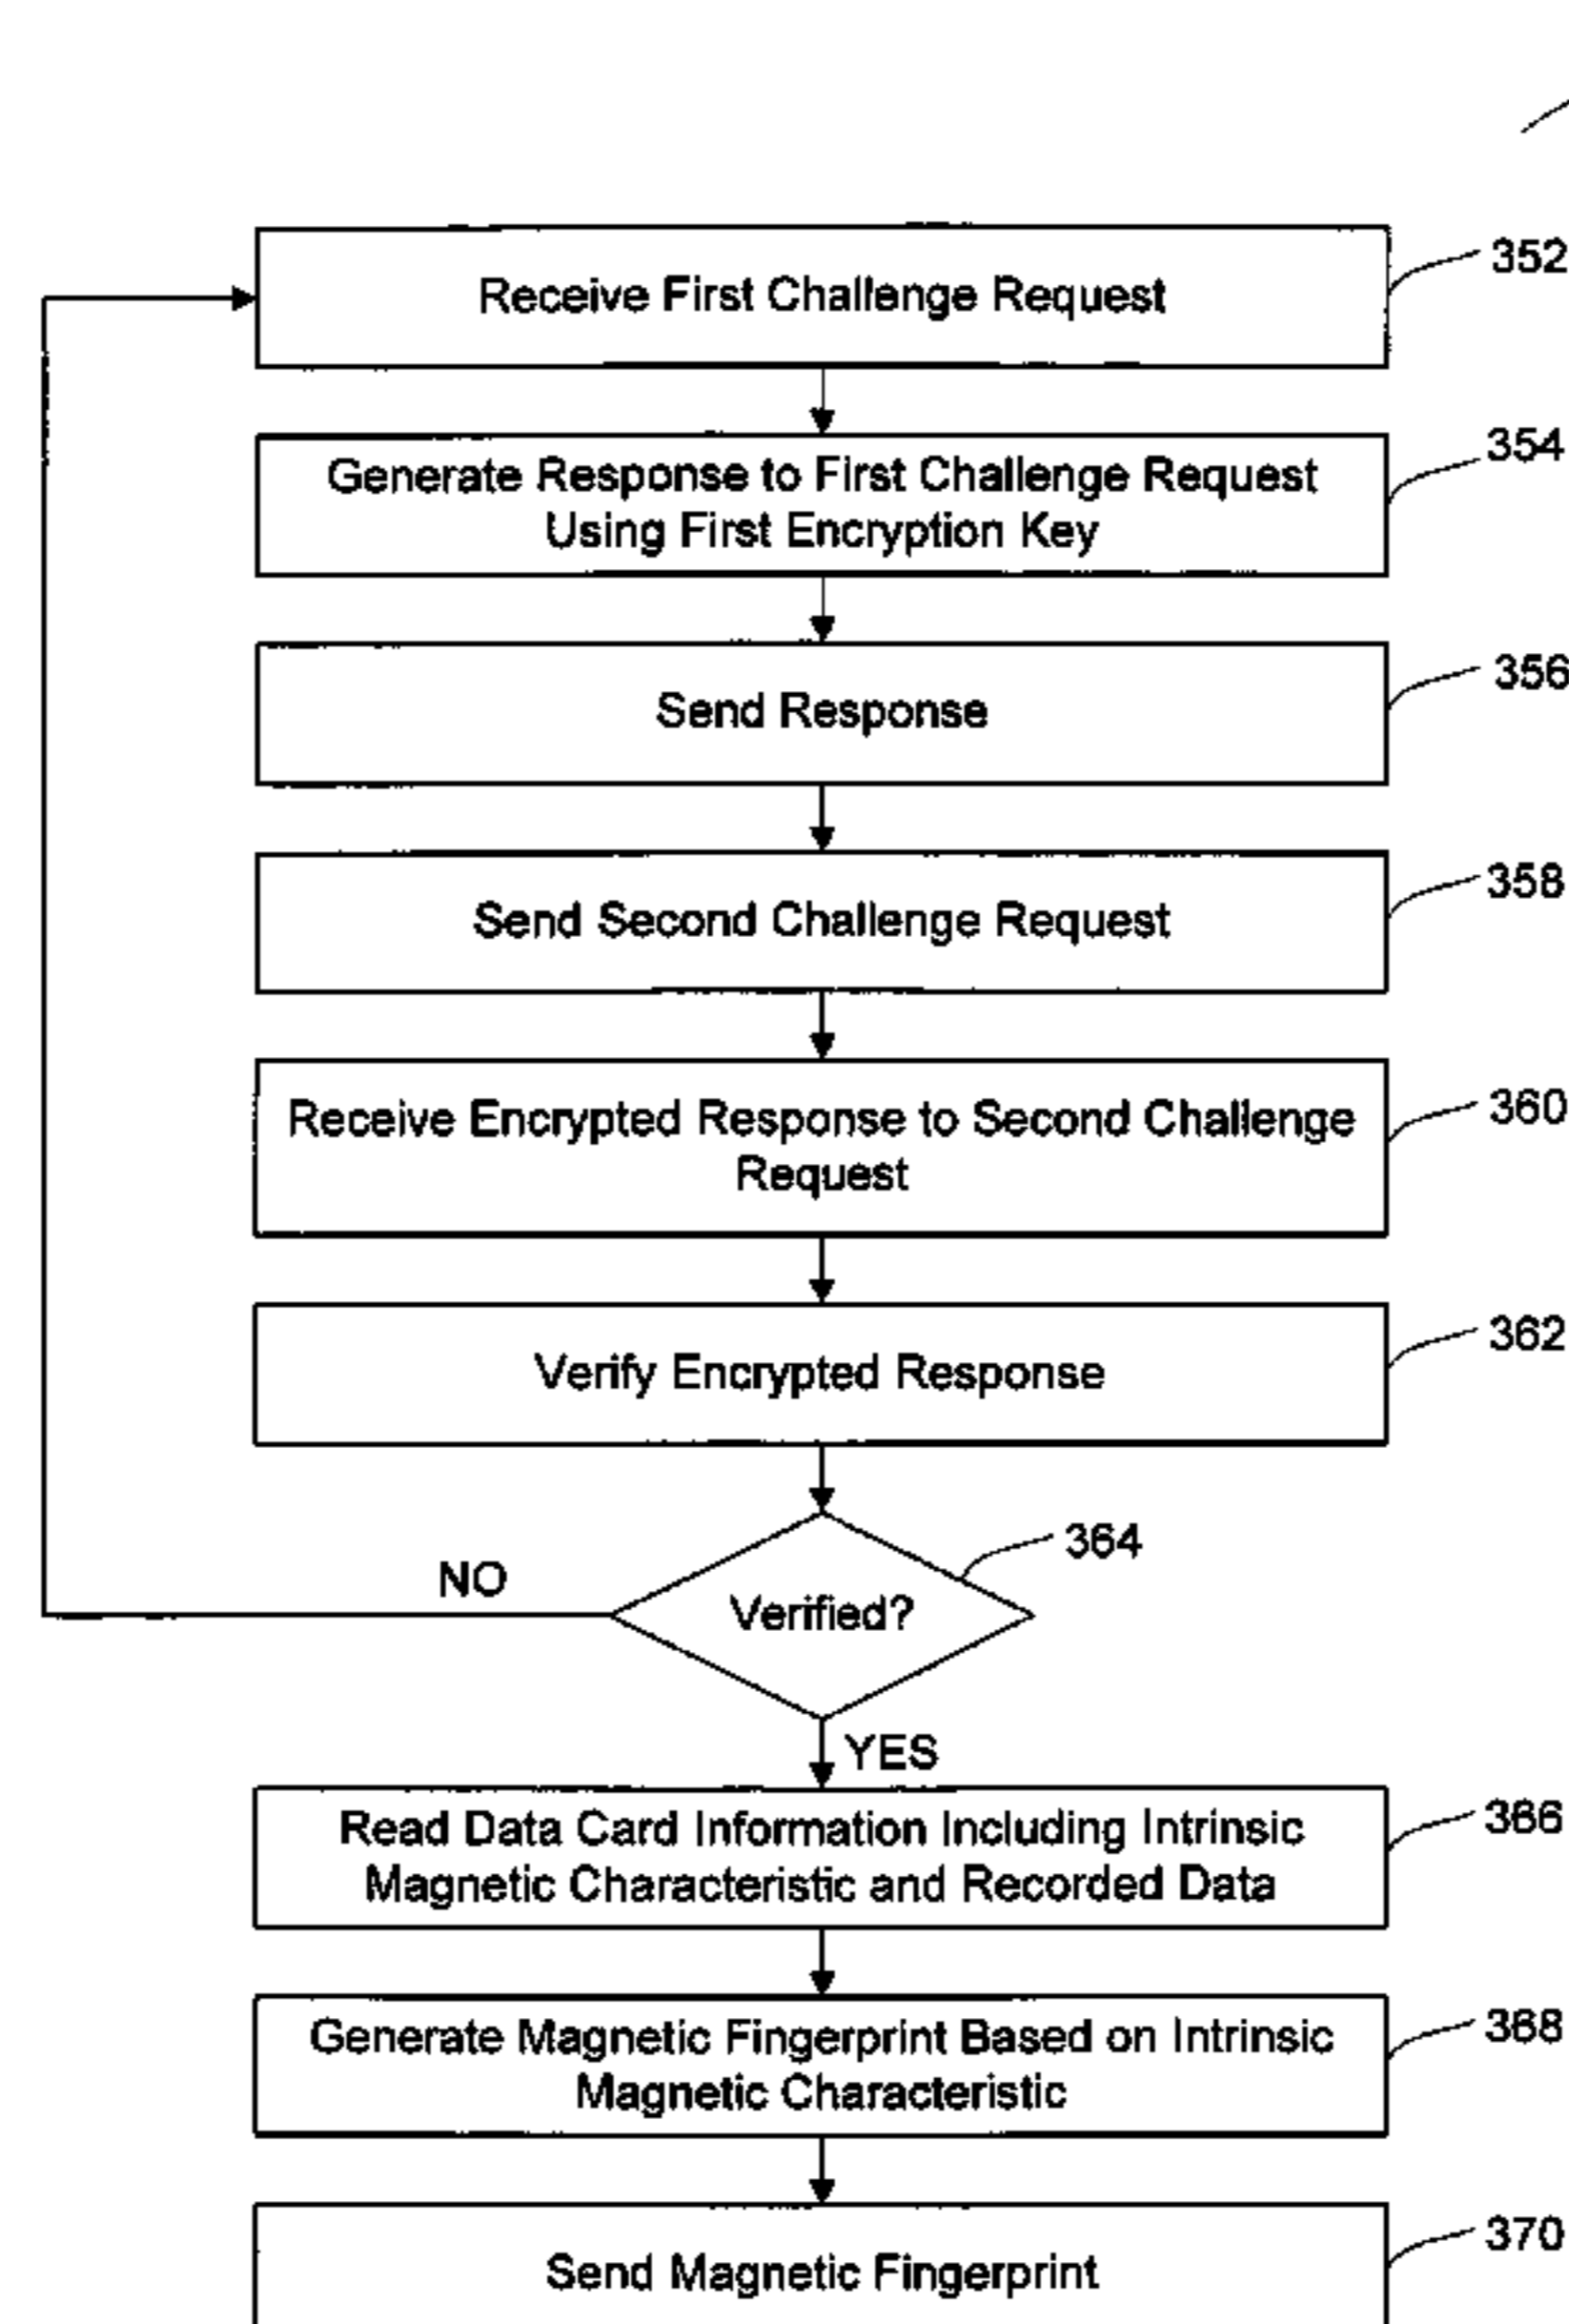 Receive First Challenge Request
352
Generate Response to First Challenge Request
Using First Encryption Key
354
Send Response
356
Send Second Challenge Request
358
Receive Encrypted Response to Second Challenge
Request
360
Verify Encrypted Response
362
Verified?
364
NO
YES
Read Data Card Information Including Intrinsic
Magnetic Characteristic and Recorded Data
366
Generate Magnetic Fingerprint Based on Intrinsic
Magnetic Characteristic
368
Send Magnetic Fingerprint
370